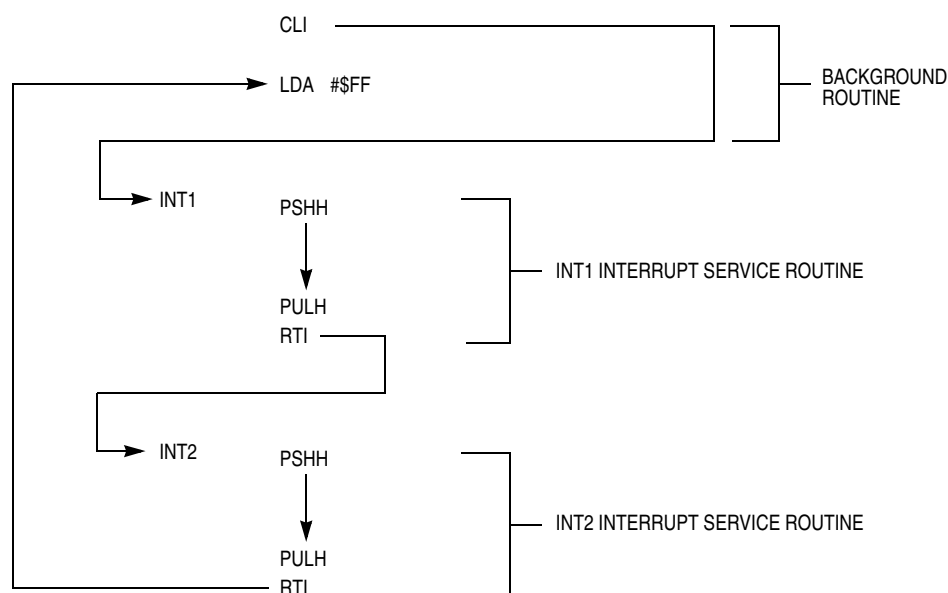 CLI
LDA #$FF
BACKGROUND
ROUTINE
INT1
PSHH
INT1 INTERRUPT SERVICE ROUTINE
PULH
RTI
INT2
PSHH
INT2 INTERRUPT SERVICE ROUTINE
PULH
RTI